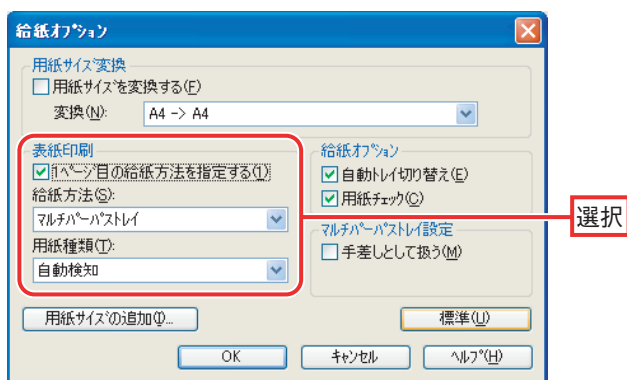 給紙オプション
用紙サイズ変換
用紙サイズを変換する(F)
変換(N): A4 -> A4
表紙印刷
1ページ目の給紙方法を指定する(1)
給紙方法(S):
マルチパーパストレイ
用紙種類(T):
自動検知
給紙オプション
自動トレイ切り替え(E)
用紙チェック(C)
マルチパーパストレイ設定
手差しとして扱う(M)
選択
用紙サイズの追加(I)...
標準(U)
OK
キャンセル
ヘルプ(H)